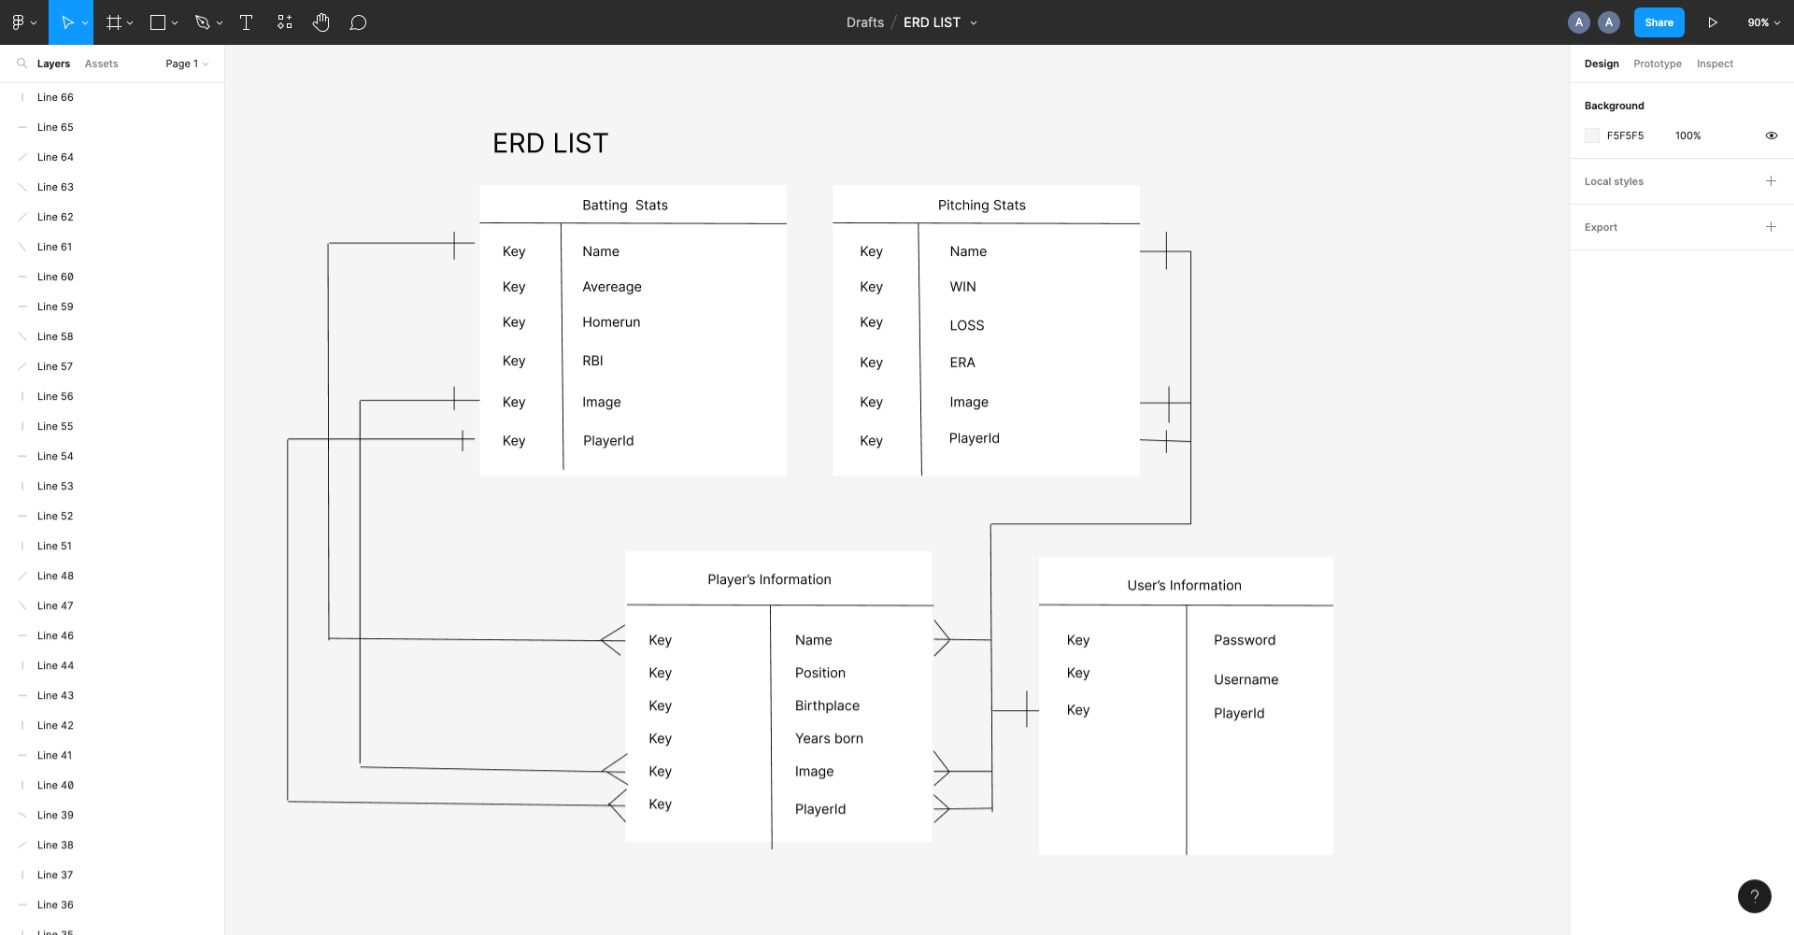 Drafts / ERD LIST
A A Share 90%
Layers Assets Page 1
Design Prototype Inspect
Line 66
Line 65
Line 64
Line 63
Line 62
Line 61
Line 60
Line 59
Line 58
Line 57
Line 56
Line 55
Line 54
Line 53
Line 52
Line 51
Line 48
Line 47
Line 46
Line 44
Line 43
Line 42
Line 41
Line 40
Line 39
Line 38
Line 37
Line 36
Line 35
ERD LIST
Batting Stats
Key Name
Key Avereage
Key Homerun
Key RBI
Key Image
Key PlayerId
Pitching Stats
Key Name
Key WIN
Key LOSS
Key ERA
Key Image
Key PlayerId
Player's Information
Key Name
Key Position
Key Birthplace
Key Years born
Key Image
Key PlayerId
User's Information
Key Password
Key Username
Key PlayerId
Background
F5F5F5 100%
Local styles
Export
?